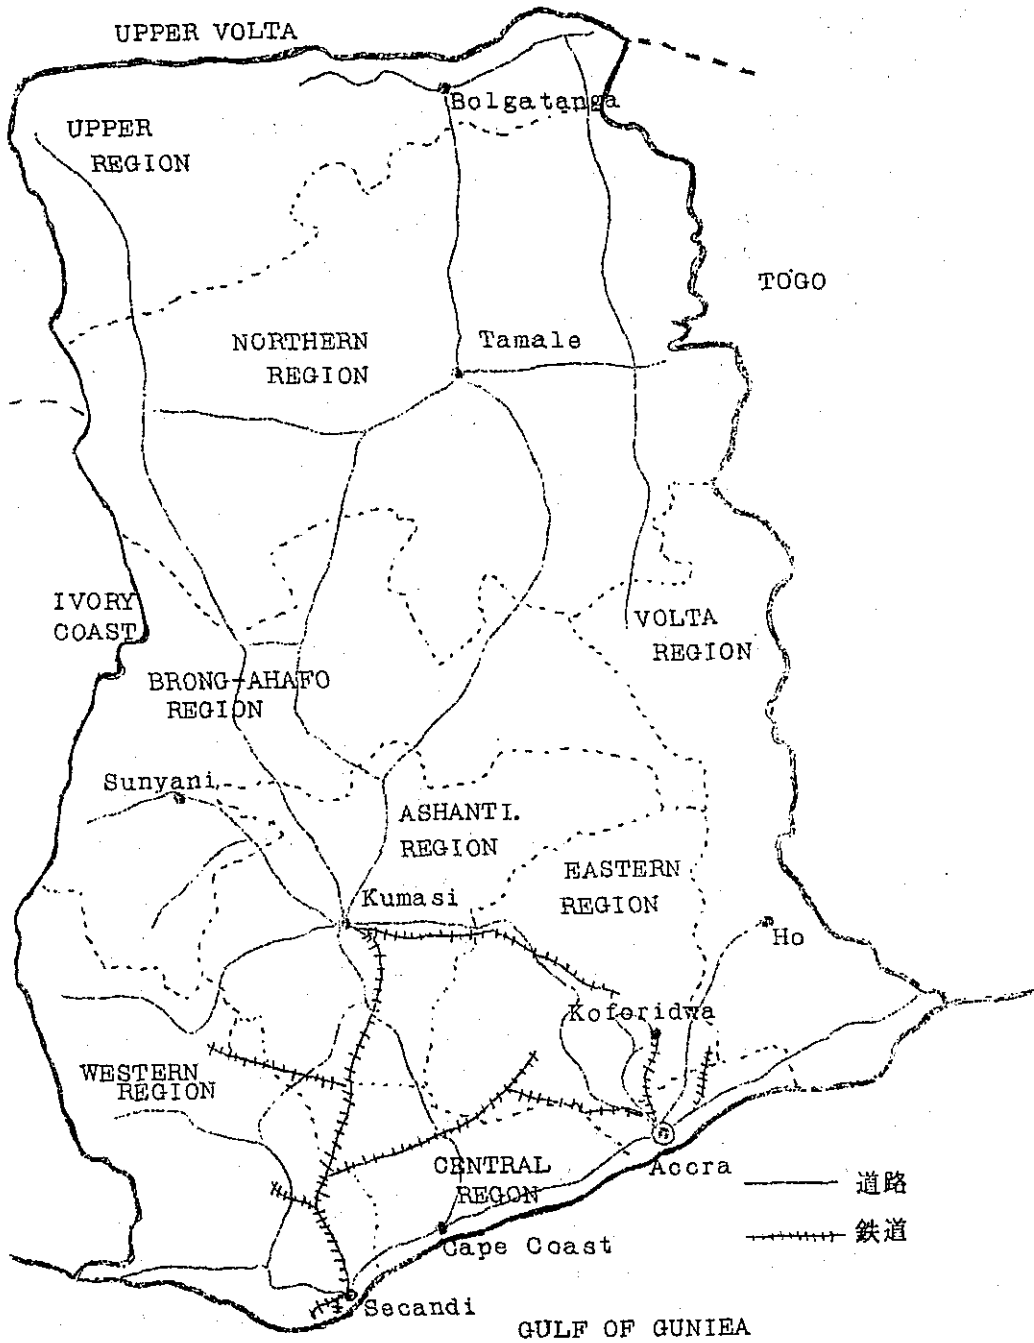 UPPER VOLTA
Bolgatanga
UPPER
REGION
TOGO
NORTHERN
REGION
Tamale
IVORY
COAST
VOLTA
REGION
BRONG-AHAFO
REGION
Sunyani
ASHANTI.
REGION
EASTERN
REGION
Kumasi
Ho
Koforidwa
WESTERN
REGION
CENTRAL
REGON
Accra
道路
鉄道
Cape Coast
Secandi
GULF OF GUNIEA